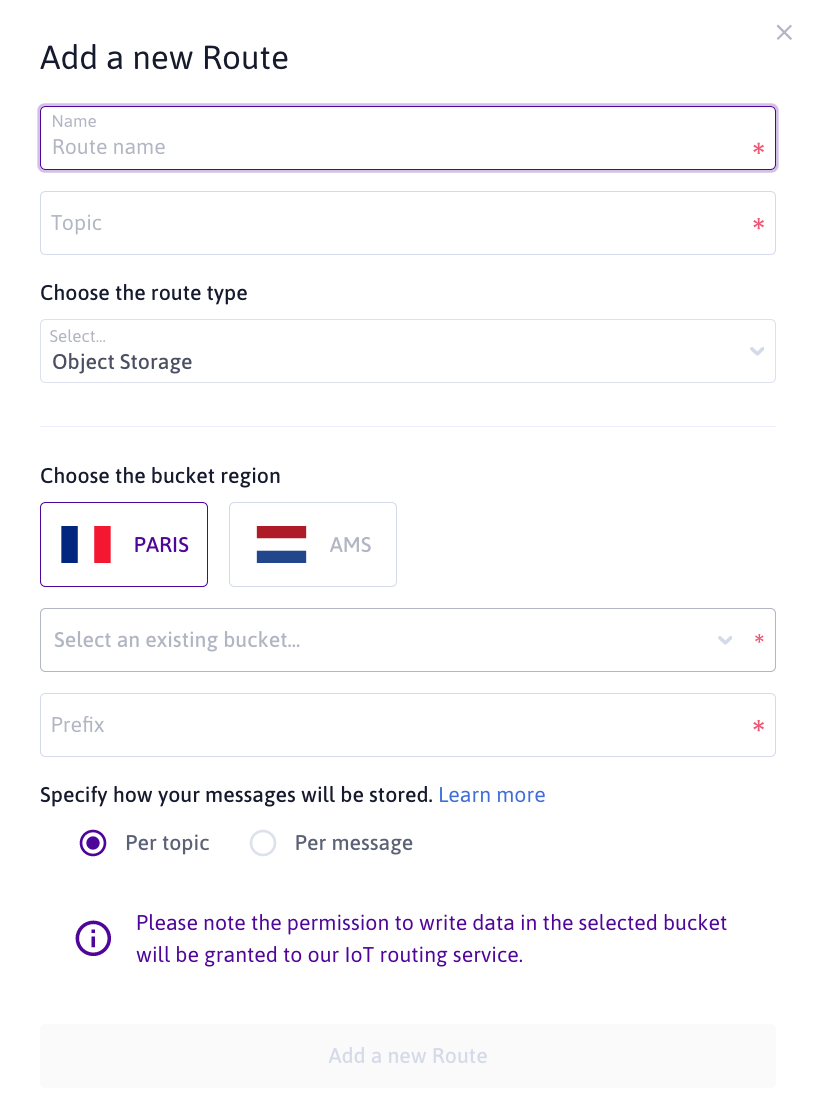 Add a new Route
Name
Route name *
Topic *
Choose the route type
Select...
Object Storage
Choose the bucket region
PARIS
AMS
Select an existing bucket... *
Prefix *
Specify how your messages will be stored. Learn more
Per topic
Per message
Please note the permission to write data in the selected bucket
will be granted to our IoT routing service.
Add a new Route